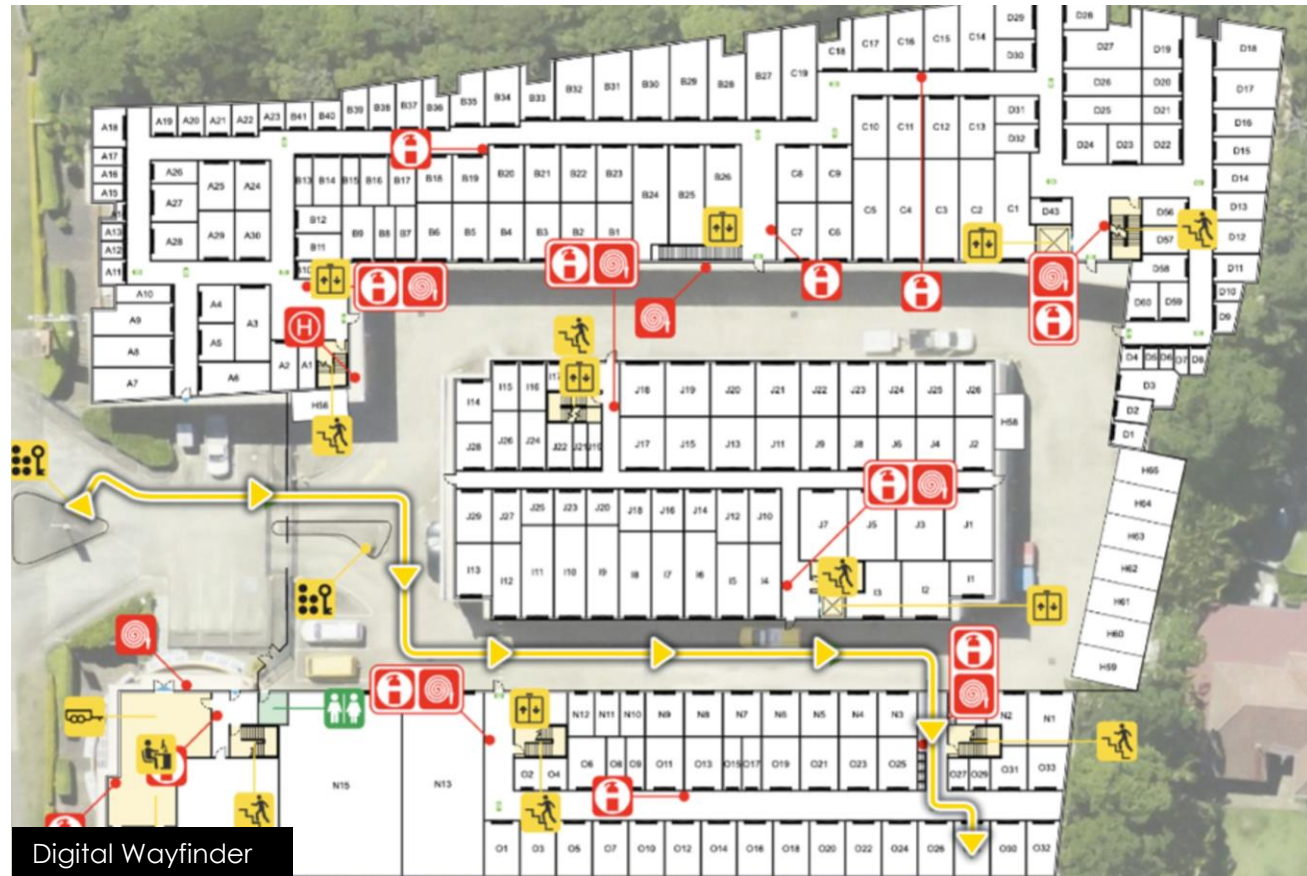 D29 D28
C18 C17 C16 C15 C14 D30 D27 D19 D18
B39 B38 B37 B36 B35 B34 B33 B32 B31 B30 B29 B28 B27 C19 D26 D20 D17
A18 A19 A20 A21 A22 A23 B41 B40 C10 C11 C12 C13 D31 D25 D21 D16
A17 D32 D24 D23 D22 D15
A16 A26 A25 A24 B13 B14 B15 B16 B17 B18 B19 B20 B21 B22 B23 B24 B25 B26 C8 C9 D14
A15 A27 B12 C5 C4 C3 C2 C1 D43 D56 D13
A13 A28 A29 A30 B11 B9 B8 B7 B6 B5 B4 B3 B2 B1 C7 C6 D57 D12
A12
A11 D58 D11
A10 A4 A3 D60 D59 D10
A9 A5 H D9
A8 A2 A1 D4 D5 D6 D7 D8
A7 A6 I15 I16 J18 J19 J20 J21 J22 J23 J24 J25 J26 D3
H56 I14 D2
J28 J26 J24 J22 J21 J19 J17 J15 J13 J11 J9 J8 J6 J4 J2 H58 D1
H65
J29 J27 J25 J23 J20 J18 J16 J14 J12 J10 J7 J5 J3 J1 H64
H63
I13 I12 I11 I10 I9 I8 I7 I6 I5 I4 I3 I2 I1 H62
H61
H60
H59
N12 N11 N10 N9 N8 N7 N6 N5 N4 N3 N2 N1
O2 O4 O6 O8 O9 O11 O13 O15 O17 O19 O21 O23 O25 O27 O29 O31 O33
N15 N13
O1 O3 O5 O7 O10 O12 O14 O16 O18 O20 O22 O24 O26 O30 O32
Digital Wayfinder